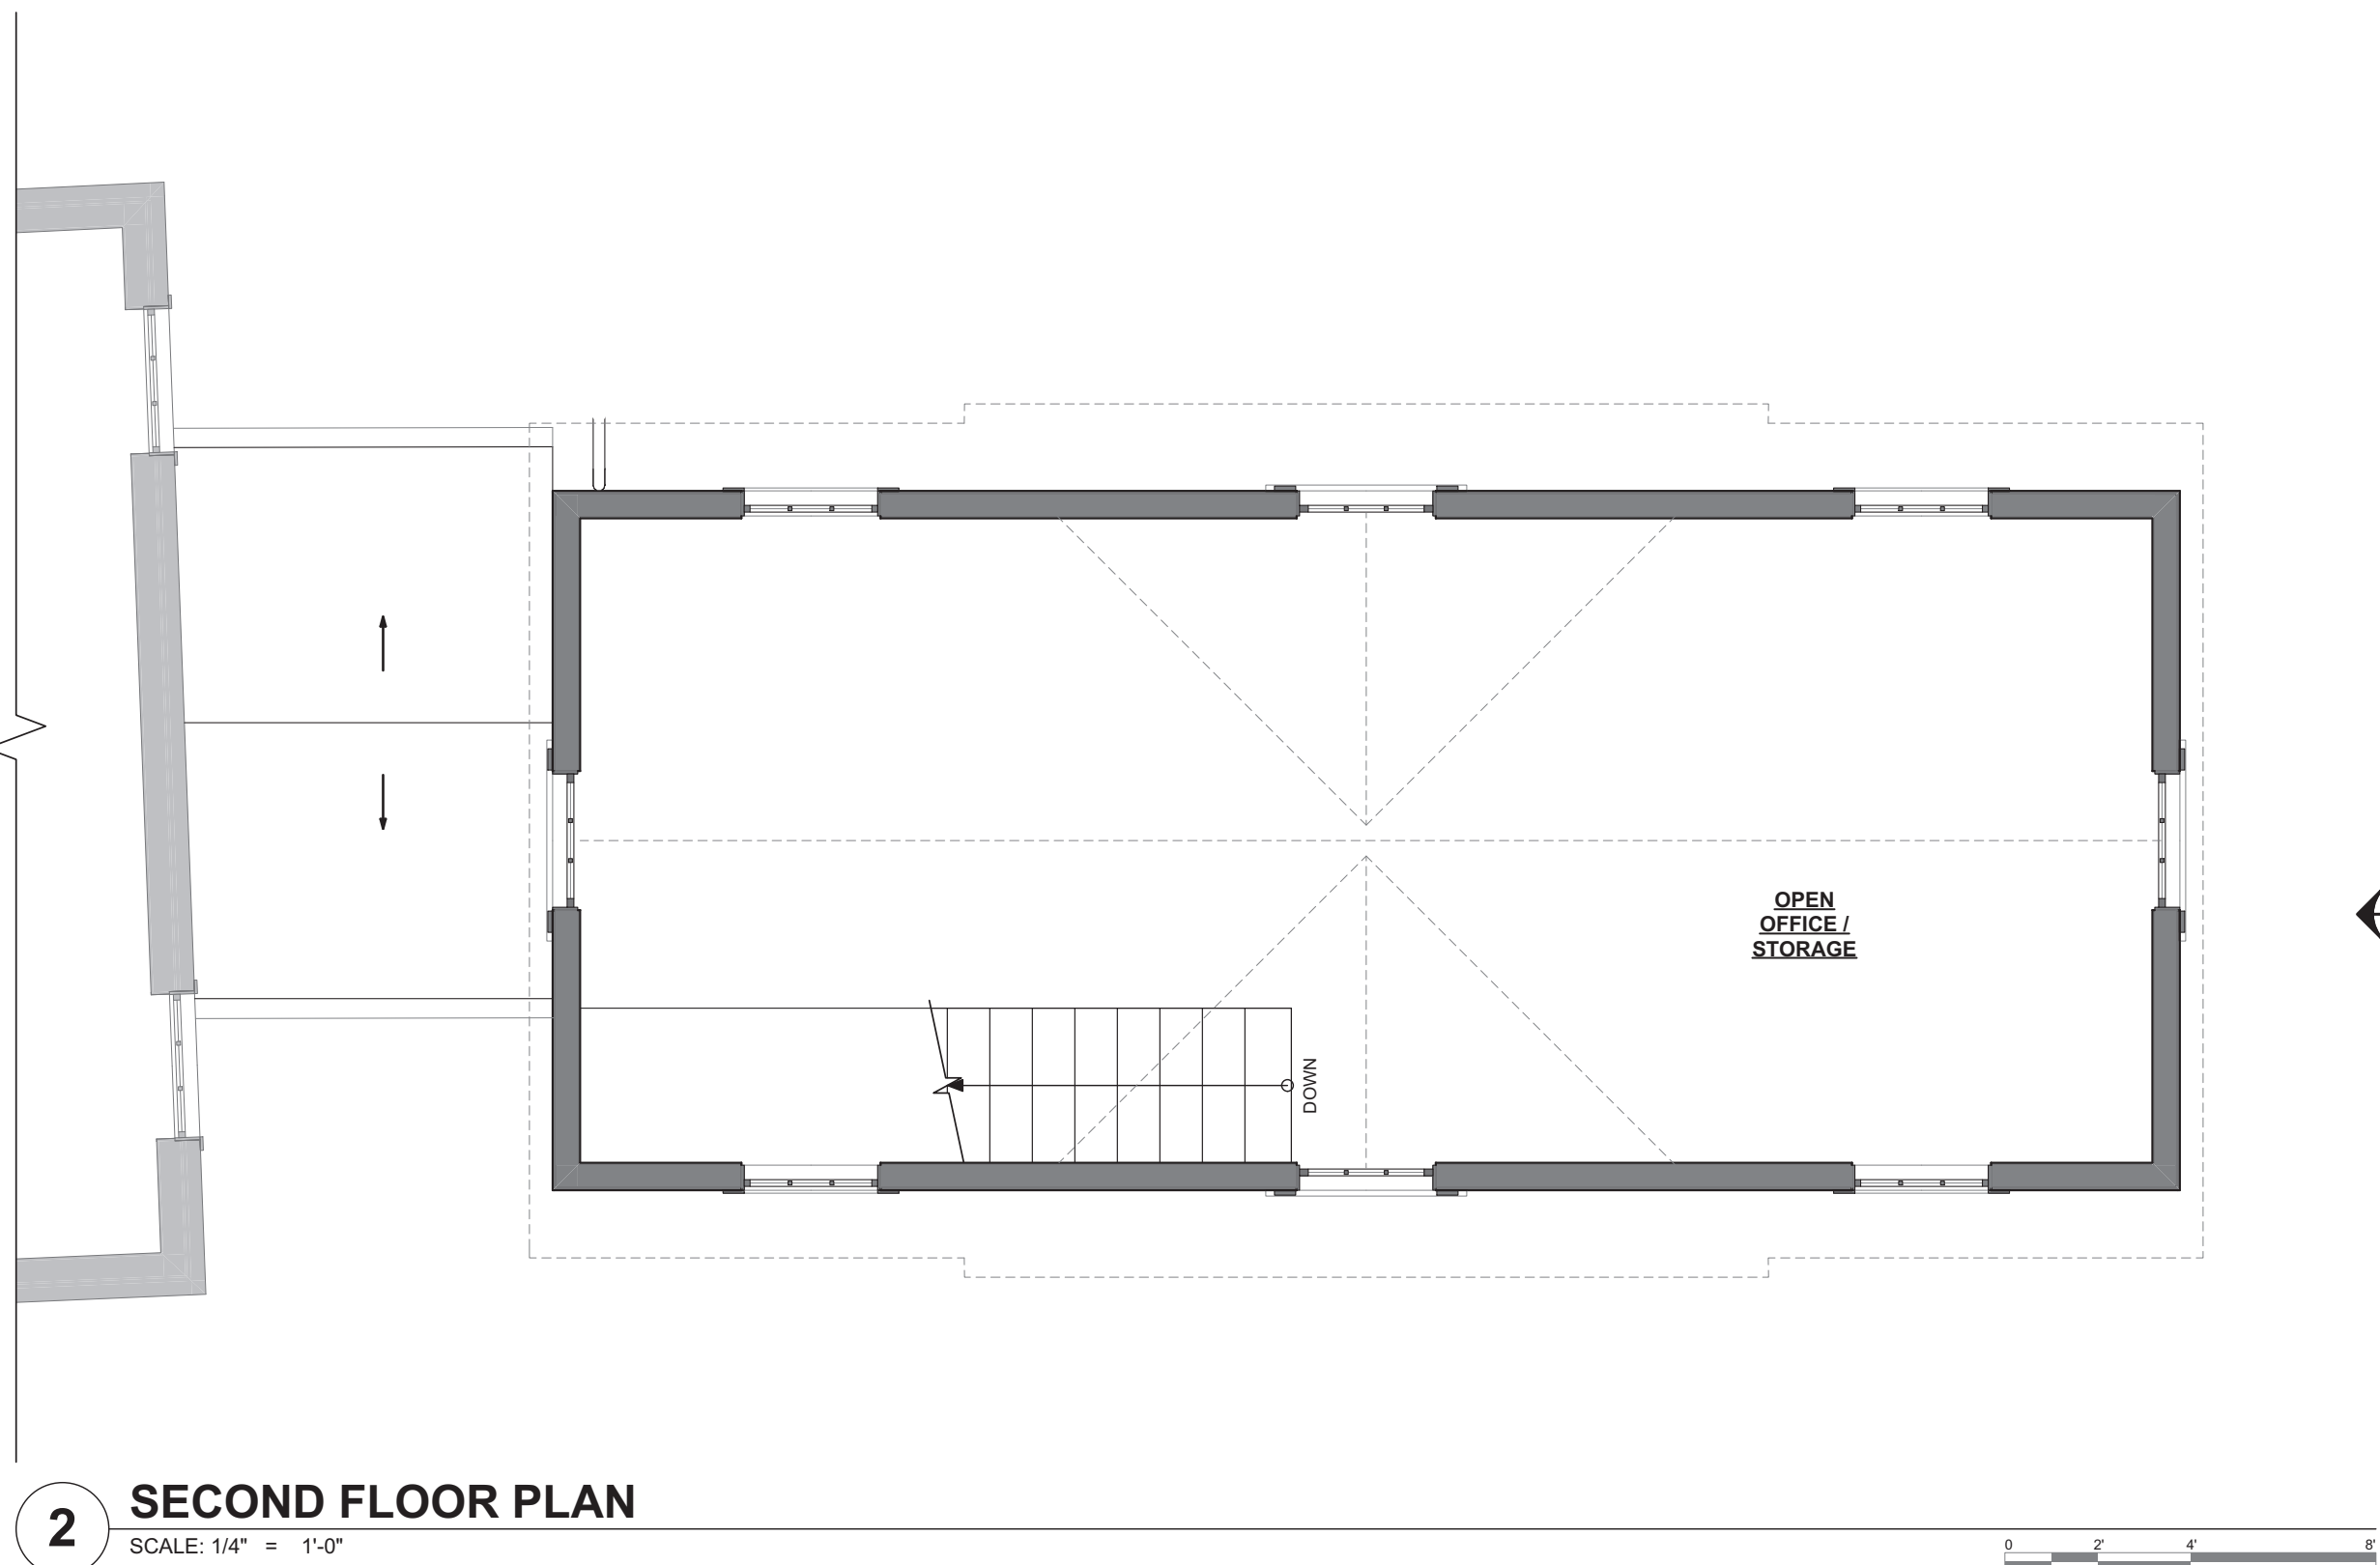 OPEN
OFFICE /
STORAGE
DOWN
2
SECOND FLOOR PLAN
SCALE: 1/4" = 1'-0"
0 2' 4' 8'